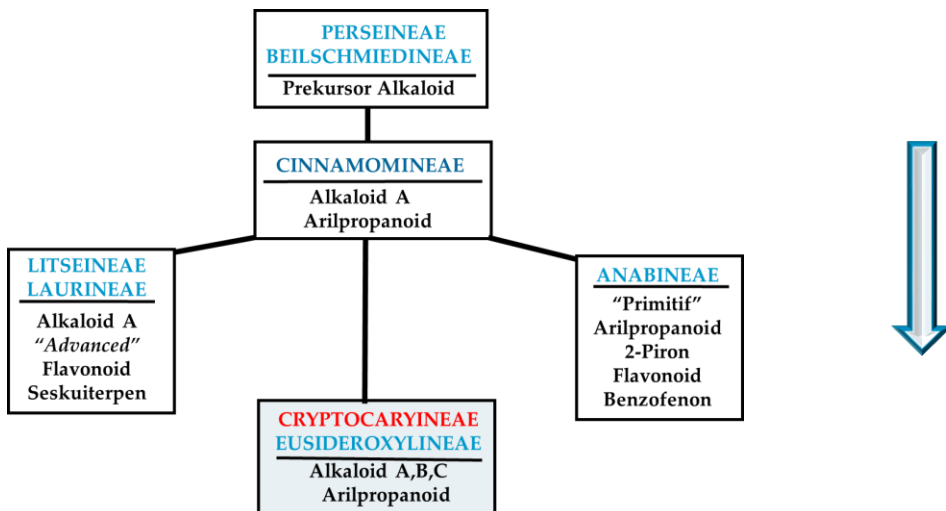 PERSEINEAE
BEILSCHMIEDINEAE
Prekursor Alkaloid
CINNAMOMINEAE
Alkaloid A
Arilpropanoid
LITSEINEAE
LAURINEAE
Alkaloid A
“Advanced”
Flavonoid
Seskuiterpen
CRYPTOCARYINEAE
EUSIDEROXYLINEAE
Alkaloid A,B,C
Arilpropanoid
ANABINEAE
“Primitif”
Arilpropanoid
2-Piron
Flavonoid
Benzofenon